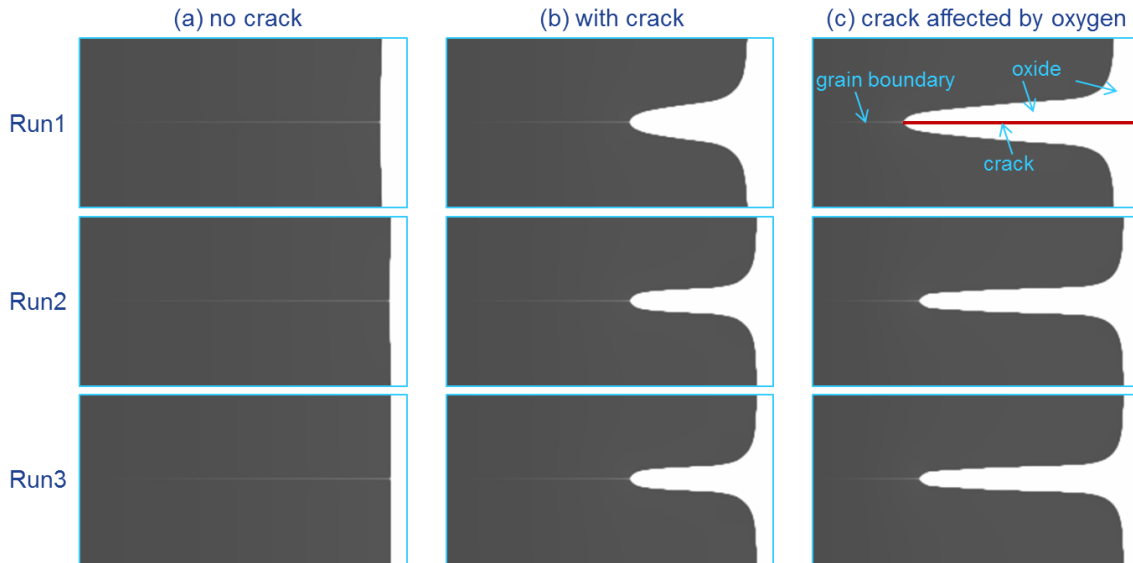 (a) no crack
(b) with crack
(c) crack affected by oxygen
Run1
grain boundary
oxide
crack
Run2
Run3